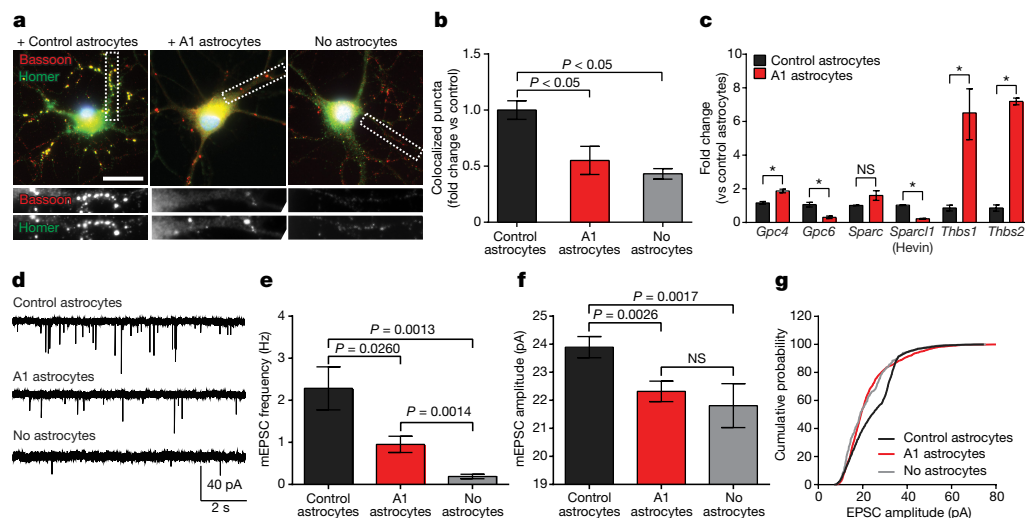 a
+ Control astrocytes
+ A1 astrocytes
No astrocytes
Bassoon
Homer
Bassoon
Homer
b
Colocalized puncta
(fold change vs control)
1.5
1.0
0.5
0
P < 0.05
P < 0.05
Control
astrocytes
A1
astrocytes
No
astrocytes
c
Fold change
(vs control astrocytes)
10
8
6
4
2
0
Control astrocytes
A1 astrocytes
*
*
NS
*
*
*
Gpc4
Gpc6
Sparc
Sparcl1
(Hevin)
Thbs1
Thbs2
d
Control astrocytes
A1 astrocytes
No astrocytes
40 pA
2 s
e
mEPSC frequency (Hz)
4
3
2
1
0
P = 0.0013
P = 0.0260
P = 0.0014
Control
astrocytes
A1
astrocytes
No
astrocytes
f
mEPSC amplitude (pA)
25
24
23
22
21
20
19
P = 0.0017
P = 0.0026
NS
Control
astrocytes
A1
astrocytes
No
astrocytes
g
Cumulative probability
120
100
80
60
40
20
0
Control astrocytes
A1 astrocytes
No astrocytes
0
20
40
60
80
EPSC amplitude (pA)